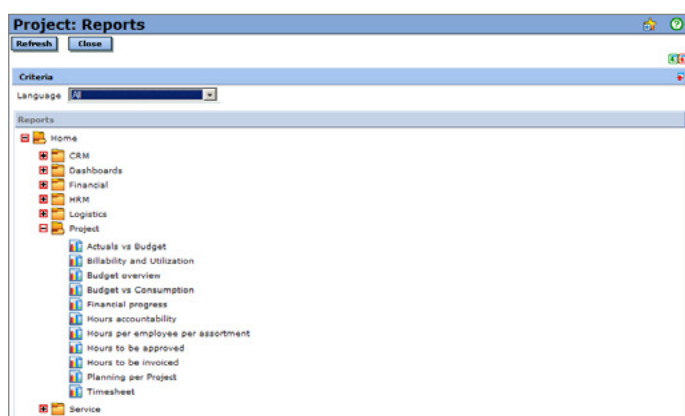 Project: Reports
Refresh Close
Criteria
Language All
Reports
Home
CRM
Dashboards
Financial
HRM
Logistics
Project
Actuals vs Budget
Billability and Utilization
Budget overview
Budget vs Consumption
Financial progress
Hours accountability
Hours per employee per assortment
Hours to be approved
Hours to be invoiced
Planning per Project
Timesheet
Service